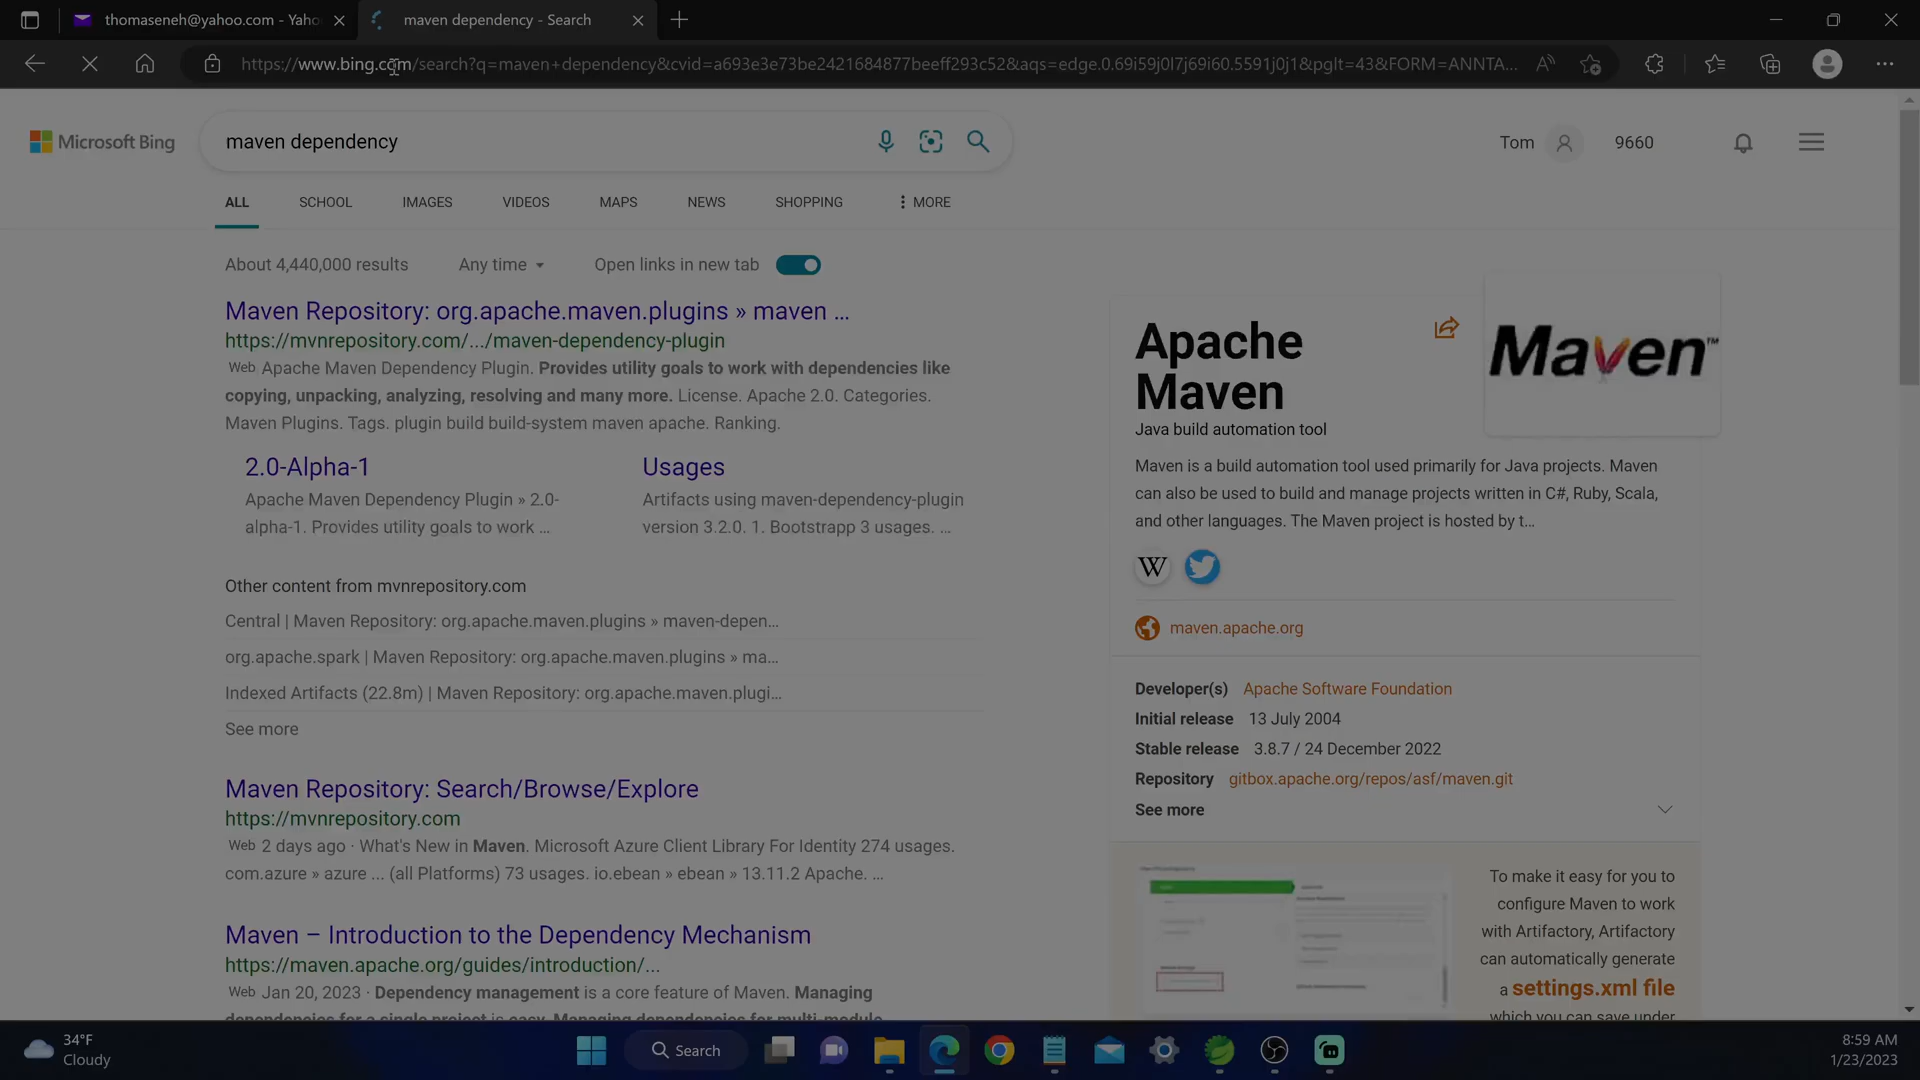 thomaseneh@yahoo.com - Yaho
maven dependency - Search
https://www.bing.com/search?q=maven+dependency&cvid=a693e3e73be2421684877beeff293c52&aqs=edge.0.69i59j0l7j69i60.5591j0j1&pglt=43&FORM=ANNTA...
Microsoft Bing
maven dependency
Tom
9660
ALL
SCHOOL
IMAGES
VIDEOS
MAPS
NEWS
SHOPPING
MORE
About 4,440,000 results
Any time
Open links in new tab
Maven Repository: org.apache.maven.plugins » maven ...
https://mvnrepository.com/.../maven-dependency-plugin
Web Apache Maven Dependency Plugin. Provides utility goals to work with dependencies like
copying, unpacking, analyzing, resolving and many more. License. Apache 2.0. Categories.
Maven Plugins. Tags. plugin build build-system maven apache. Ranking.
2.0-Alpha-1
Apache Maven Dependency Plugin » 2.0-
alpha-1. Provides utility goals to work ...
Usages
Artifacts using maven-dependency-plugin
version 3.2.0. 1. Bootstrapp 3 usages. ...
Other content from mvnrepository.com
Central | Maven Repository: org.apache.maven.plugins » maven-depen...
org.apache.spark | Maven Repository: org.apache.maven.plugins » ma...
Indexed Artifacts (22.8m) | Maven Repository: org.apache.maven.plugi...
See more
Maven Repository: Search/Browse/Explore
https://mvnrepository.com
Web 2 days ago · What's New in Maven. Microsoft Azure Client Library For Identity 274 usages.
com.azure » azure ... (all Platforms) 73 usages. io.ebean » ebean » 13.11.2 Apache. ...
Maven – Introduction to the Dependency Mechanism
https://maven.apache.org/guides/introduction/...
Web Jan 20, 2023 · Dependency management is a core feature of Maven. Managing
dependencies for a single project is easy. Managing dependencies for multi-module
Apache
Maven
Java build automation tool
Maven™
Maven is a build automation tool used primarily for Java projects. Maven
can also be used to build and manage projects written in C#, Ruby, Scala,
and other languages. The Maven project is hosted by t...
W
maven.apache.org
Developer(s) Apache Software Foundation
Initial release 13 July 2004
Stable release 3.8.7 / 24 December 2022
Repository gitbox.apache.org/repos/asf/maven.git
See more
To make it easy for you to
configure Maven to work
with Artifactory, Artifactory
can automatically generate
a settings.xml file
which you can save under
34°F
Cloudy
Search
8:59 AM
1/23/2023